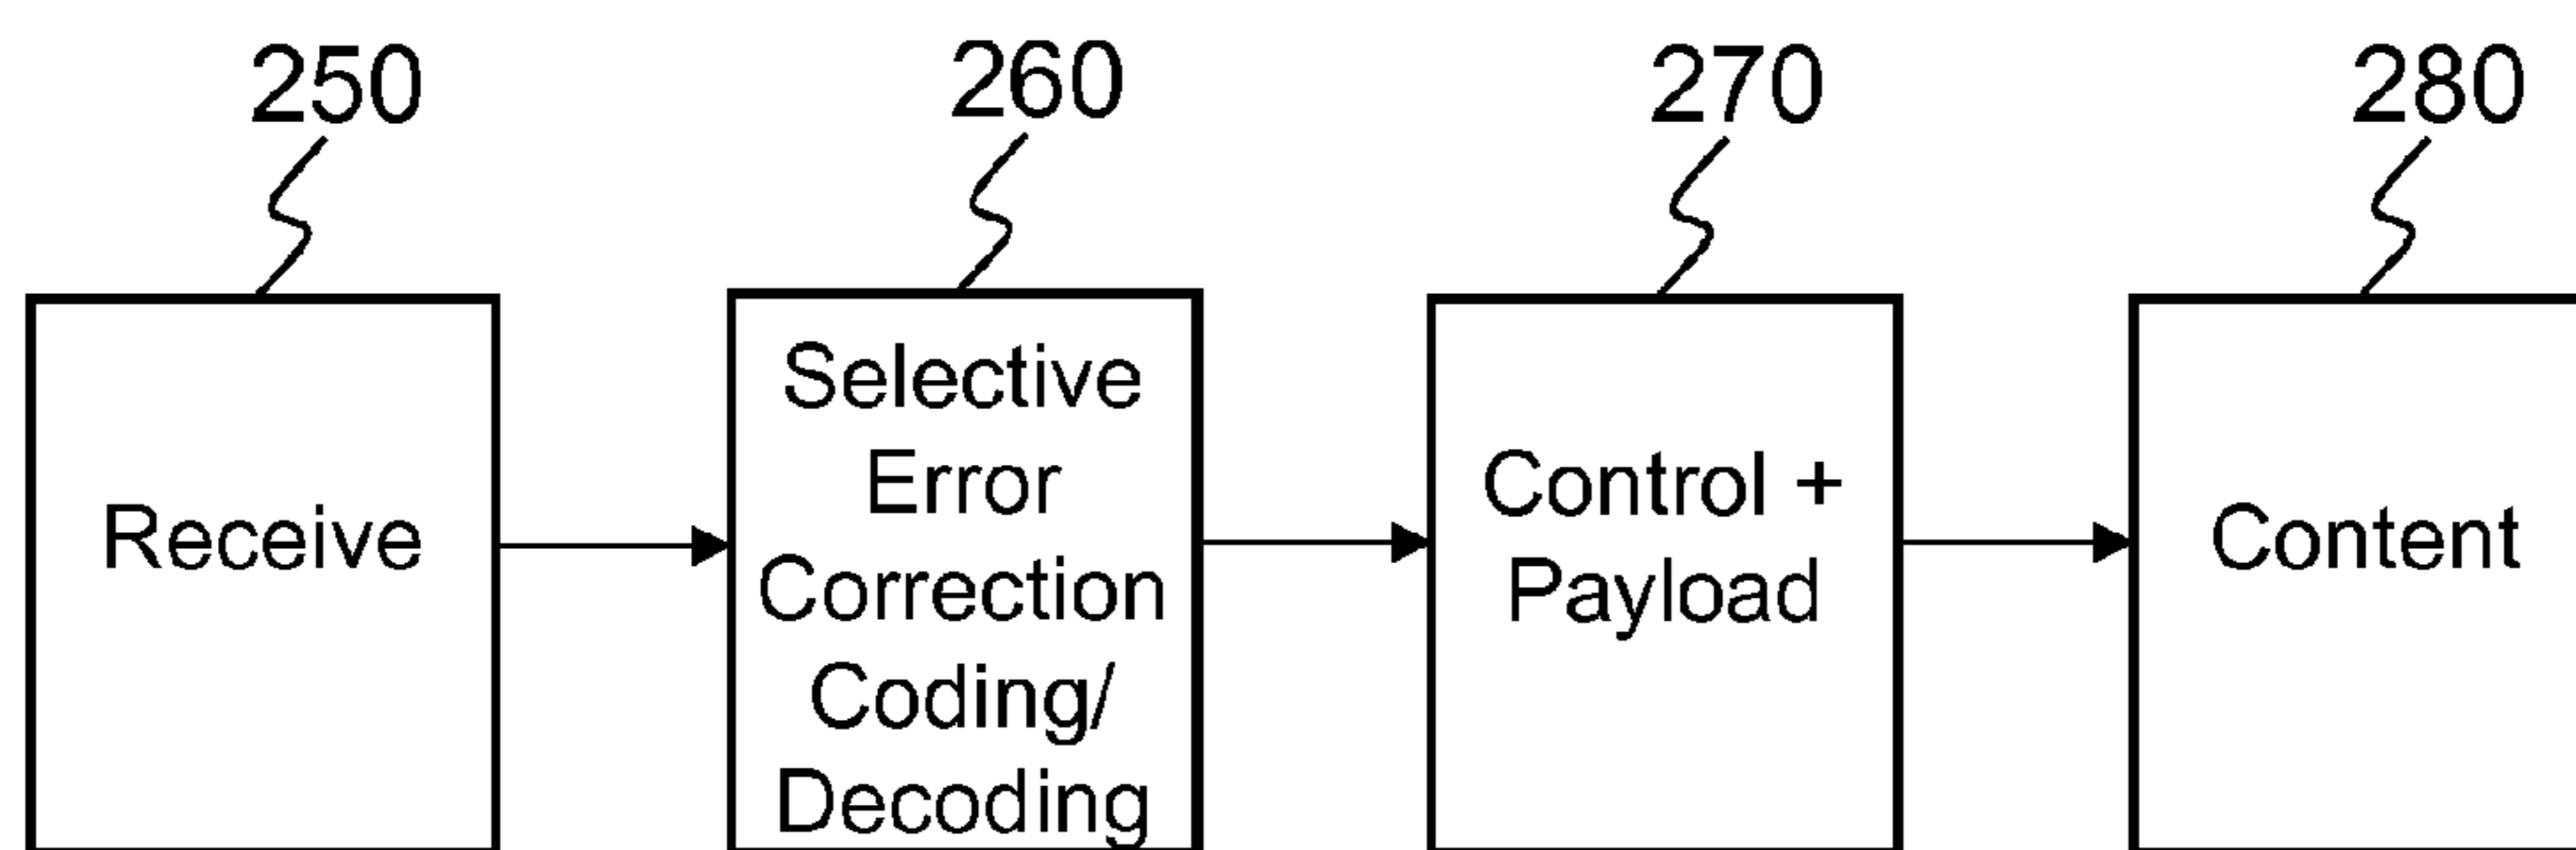 250
260
270
280
Receive
Selective
Error
Correction
Coding/
Decoding
Control +
Payload
Content